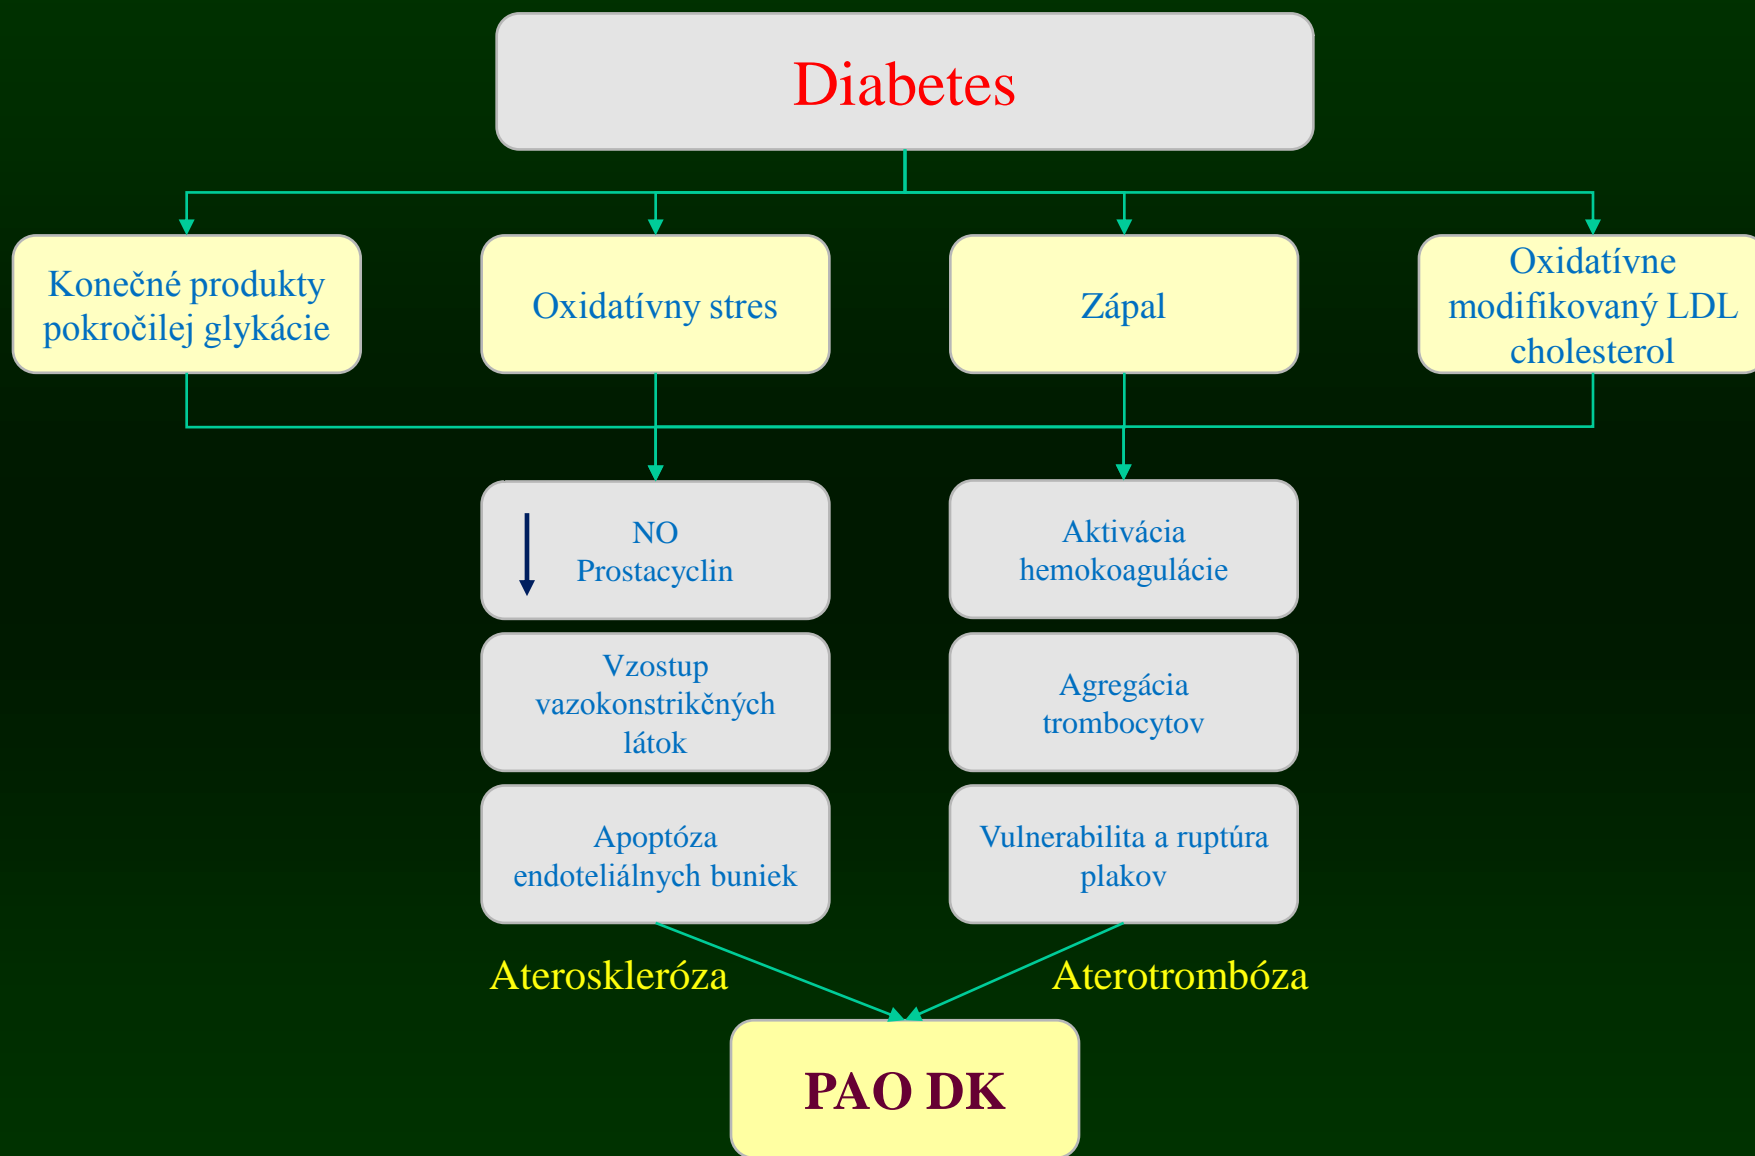 Diabetes
Konečné produkty
pokročilej glykácie
Oxidatívny stres
Zápal
Oxidatívne
modifikovaný LDL
cholesterol
NO
Prostacyclin
Aktivácia
hemokoagulácie
Vzostup
vazokonstrikčných
látok
Agregácia
trombocytov
Apoptóza
endoteliálnych buniek
Vulnerabilita a ruptúra
plakov
Ateroskleróza
Aterotrombóza
PAO DK